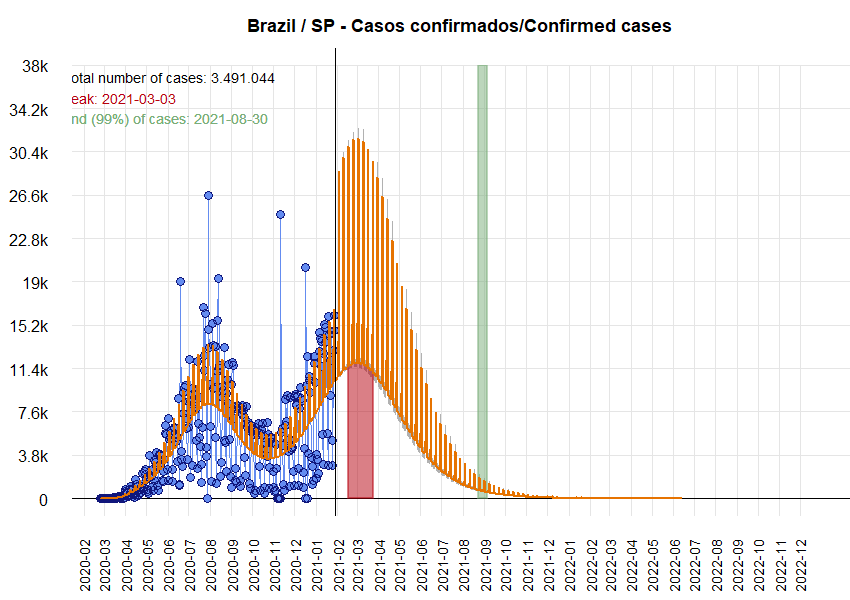 Brazil / SP - Casos confirmados/Confirmed cases
38k
otal number of cases: 3.491.044
eak: 2021-03-03
34.2k
nd (99%) of cases: 2021-08-30
30.4k
26.6k
22.8k
19k
15.2k
11.4k
7.6k
3.8k
0
2020-02
2020-03
2020-04
2020-05
2020-06
2020-07
2020-08
2020-09
2020-10
2020-11
2020-12
2021-01
2021-02
2021-03
2021-04
2021-05
2021-06
2021-07
2021-08
2021-09
2021-10
2021-11
2021-12
2022-01
2022-02
2022-03
2022-04
2022-05
2022-06
2022-07
2022-08
2022-09
2022-10
2022-11
2022-12